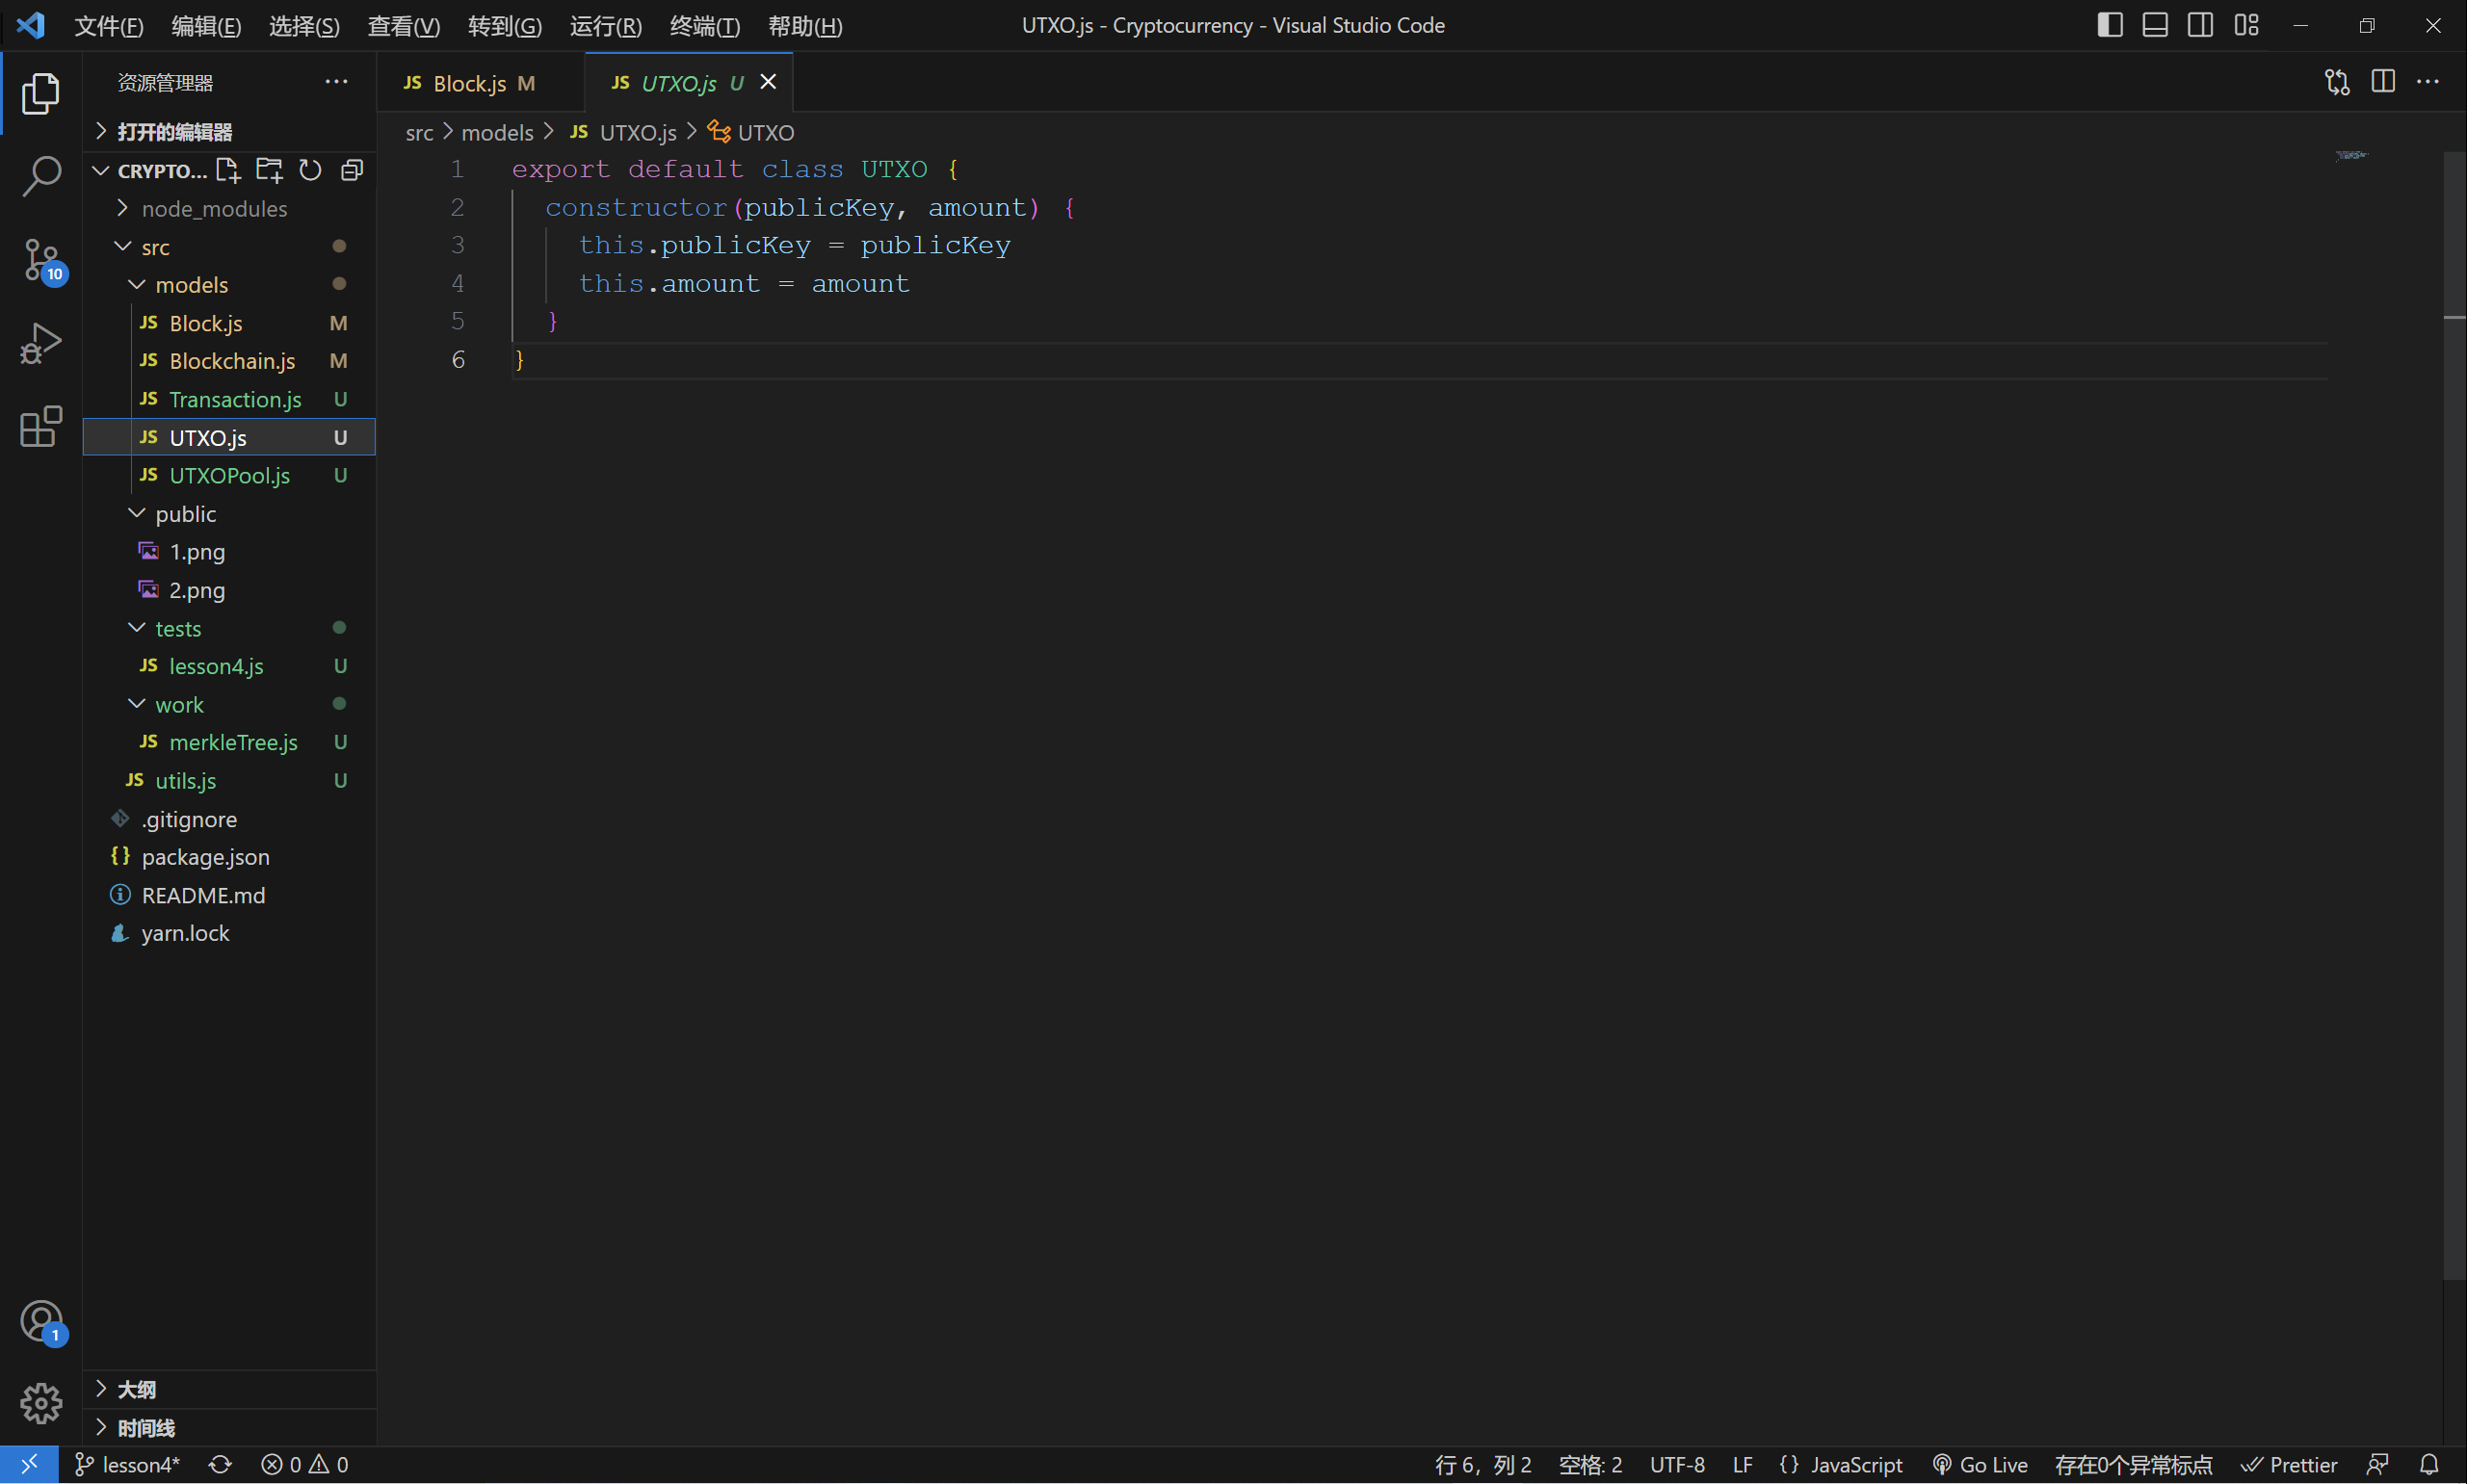 文件(F) 编辑(E) 选择(S) 查看(V) 转到(G) 运行(R) 终端(T) 帮助(H) UTXO.js - Cryptocurrency - Visual Studio Code
资源管理器
打开的编辑器
CRYPTO...
node_modules
src
models
JS Block.js M
JS Blockchain.js M
JS Transaction.js U
JS UTXO.js U
JS UTXOPool.js U
public
1.png
2.png
tests
JS lesson4.js U
work
JS merkleTree.js U
JS utils.js U
.gitignore
{} package.json
README.md
yarn.lock
大纲
时间线
10
1
JS Block.js M JS UTXO.js U
src > models > JS UTXO.js > UTXO
1 export default class UTXO {
2 constructor(publicKey, amount) {
3 this.publicKey = publicKey
4 this.amount = amount
5 }
6 }
lesson4* 0 0 行 6，列 2 空格: 2 UTF-8 LF {} JavaScript Go Live 存在0个异常标点 Prettier